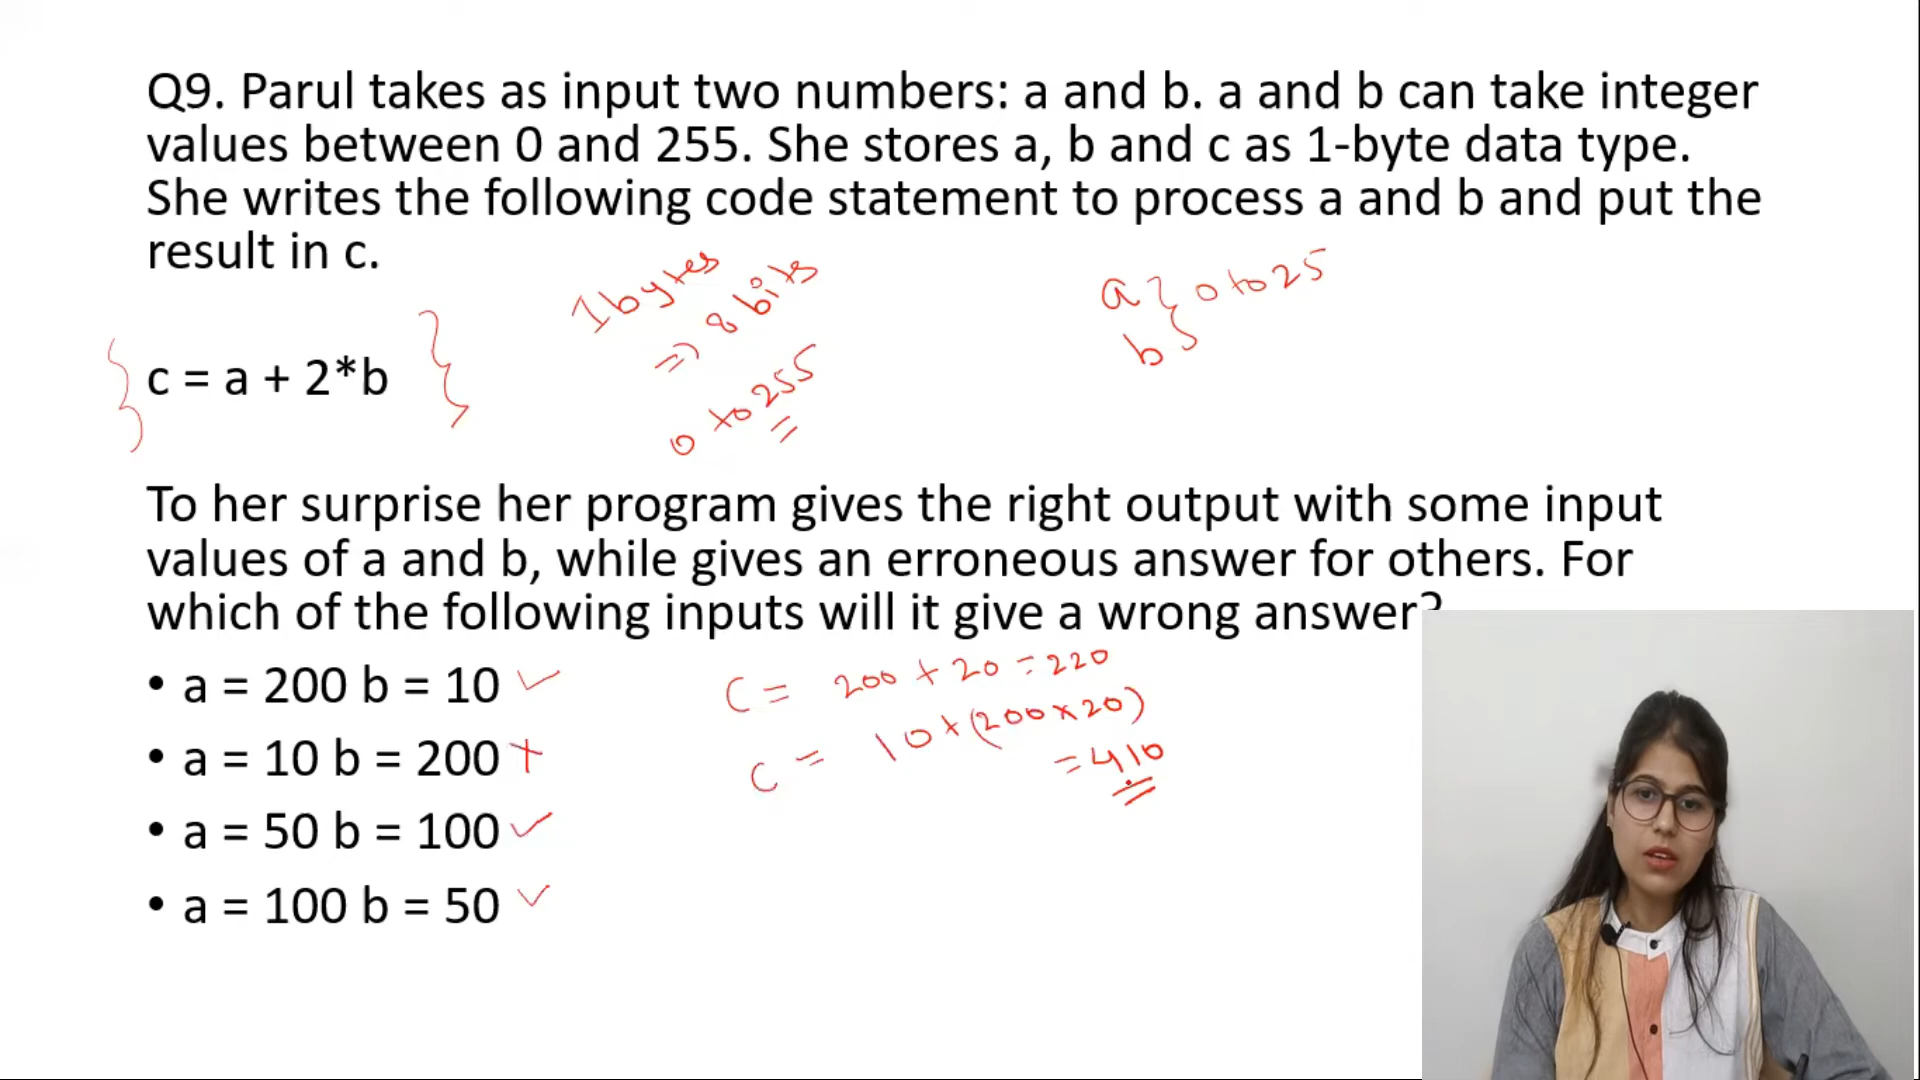 Q9. Parul takes as input two numbers: a and b. a and b can take integer
values between 0 and 255. She stores a, b and c as 1-byte data type.
She writes the following code statement to process a and b and put the
result in c.
1 bytes
=> 8 bits
0 to 255
a } 0 to 25
b
{ c = a + 2*b }
To her surprise her program gives the right output with some input
values of a and b, while gives an erroneous answer for others. For
which of the following inputs will it give a wrong answer?
• a = 200 b = 10 ✓
C = 200 + 20 = 220
• a = 10 b = 200 ×
C = 10 + (200 × 20)
= 410
• a = 50 b = 100 ✓
• a = 100 b = 50 ✓